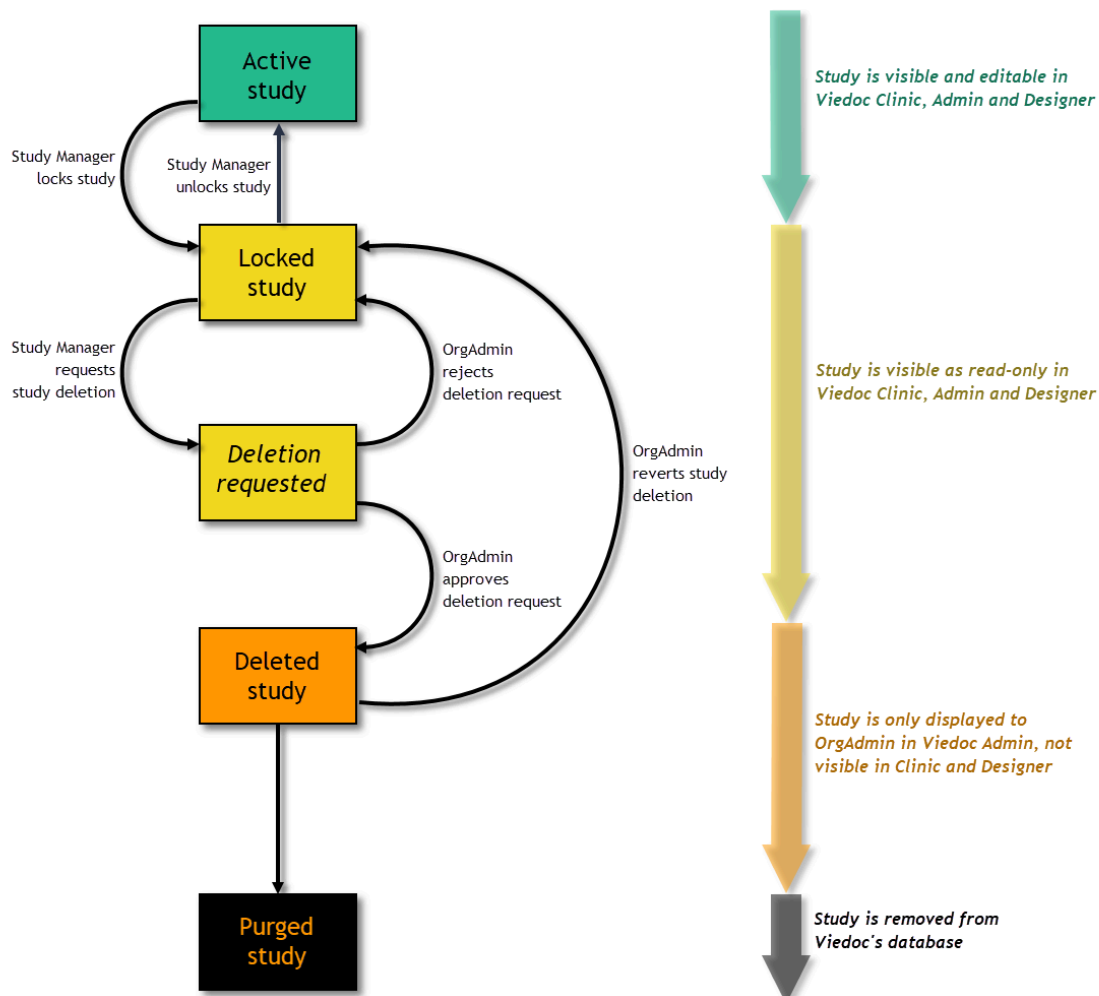 Active
study
Study is visible and editable in
Viedoc Clinic, Admin and Designer
Study Manager
locks study
Study Manager
unlocks study
Locked
study
Study Manager
requests
study deletion
OrgAdmin
rejects
deletion request
Study is visible as read-only in
Viedoc Clinic, Admin and Designer
Deletion
requested
OrgAdmin
reverts study
deletion
OrgAdmin
approves
deletion request
Deleted
study
Study is only displayed to
OrgAdmin in Viedoc Admin, not
visible in Clinic and Designer
Purged
study
Study is removed from
Viedoc's database